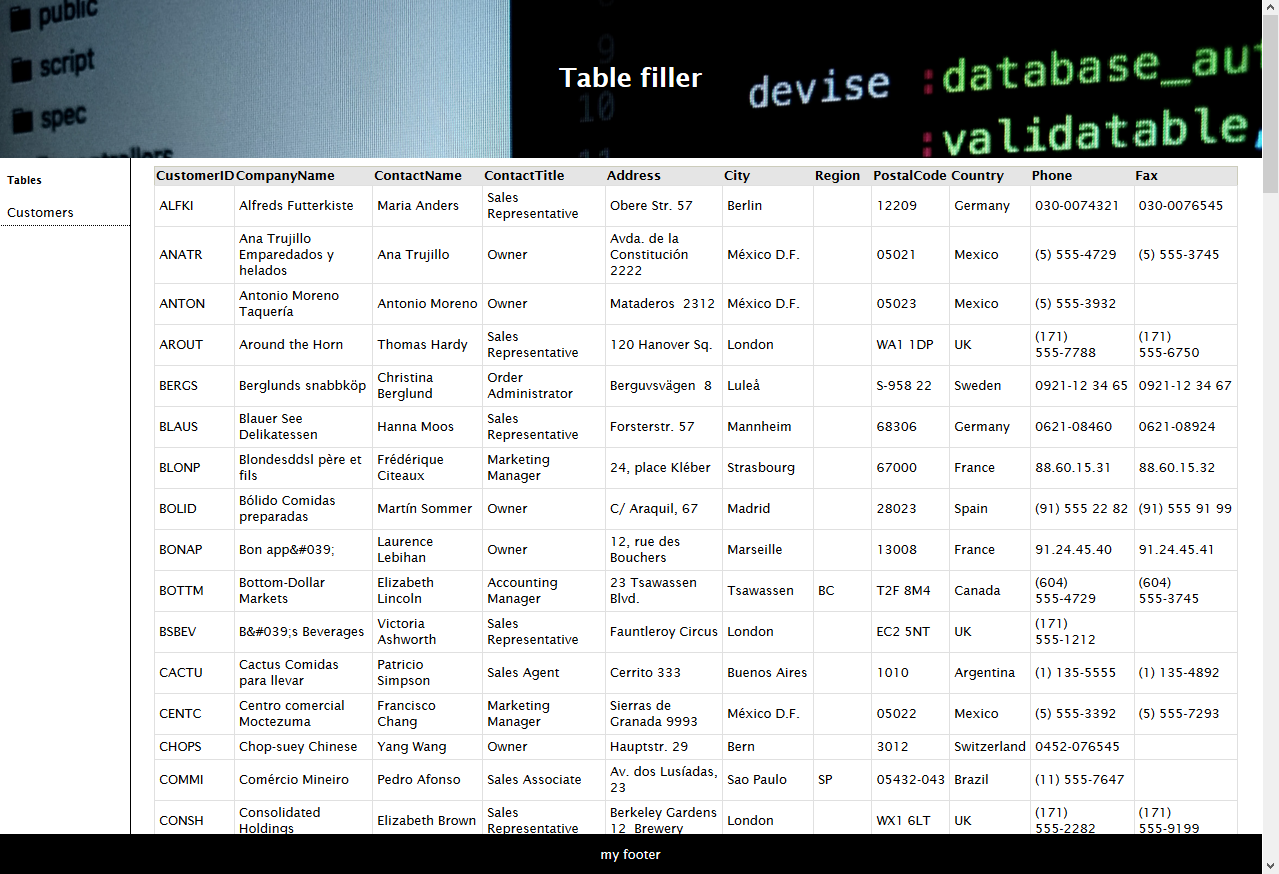 public
script
spec
9
10
devise :database_aut
:validatable,
Table filler
Tables
Customers
CustomerID CompanyName ContactName ContactTitle Address City Region PostalCode Country Phone Fax
ALFKI Alfreds Futterkiste Maria Anders Sales Representative Obere Str. 57 Berlin 12209 Germany 030-0074321 030-0076545
ANATR Ana Trujillo Emparedados y helados Ana Trujillo Owner Avda. de la Constitución 2222 México D.F. 05021 Mexico (5) 555-4729 (5) 555-3745
ANTON Antonio Moreno Taquería Antonio Moreno Owner Mataderos 2312 México D.F. 05023 Mexico (5) 555-3932
AROUT Around the Horn Thomas Hardy Sales Representative 120 Hanover Sq. London WA1 1DP UK (171) 555-7788 (171) 555-6750
BERGS Berglunds snabbköp Christina Berglund Order Administrator Berguvsvägen 8 Luleå S-958 22 Sweden 0921-12 34 65 0921-12 34 67
BLAUS Blauer See Delikatessen Hanna Moos Sales Representative Forsterstr. 57 Mannheim 68306 Germany 0621-08460 0621-08924
BLONP Blondesddsl père et fils Frédérique Citeaux Marketing Manager 24, place Kléber Strasbourg 67000 France 88.60.15.31 88.60.15.32
BOLID Bólido Comidas preparadas Martín Sommer Owner C/ Araquil, 67 Madrid 28023 Spain (91) 555 22 82 (91) 555 91 99
BONAP Bon app&#039; Laurence Lebihan Owner 12, rue des Bouchers Marseille 13008 France 91.24.45.40 91.24.45.41
BOTTM Bottom-Dollar Markets Elizabeth Lincoln Accounting Manager 23 Tsawassen Blvd. Tsawassen BC T2F 8M4 Canada (604) 555-4729 (604) 555-3745
BSBEV B&#039;s Beverages Victoria Ashworth Sales Representative Fauntleroy Circus London EC2 5NT UK (171) 555-1212
CACTU Cactus Comidas para llevar Patricio Simpson Sales Agent Cerrito 333 Buenos Aires 1010 Argentina (1) 135-5555 (1) 135-4892
CENTC Centro comercial Moctezuma Francisco Chang Marketing Manager Sierras de Granada 9993 México D.F. 05022 Mexico (5) 555-3392 (5) 555-7293
CHOPS Chop-suey Chinese Yang Wang Owner Hauptstr. 29 Bern 3012 Switzerland 0452-076545
COMMI Comércio Mineiro Pedro Afonso Sales Associate Av. dos Lusíadas, 23 Sao Paulo SP 05432-043 Brazil (11) 555-7647
CONSH Consolidated Holdings Elizabeth Brown Sales Representative Berkeley Gardens 12 Brewery London WX1 6LT UK (171) 555-2282 (171) 555-9199
my footer